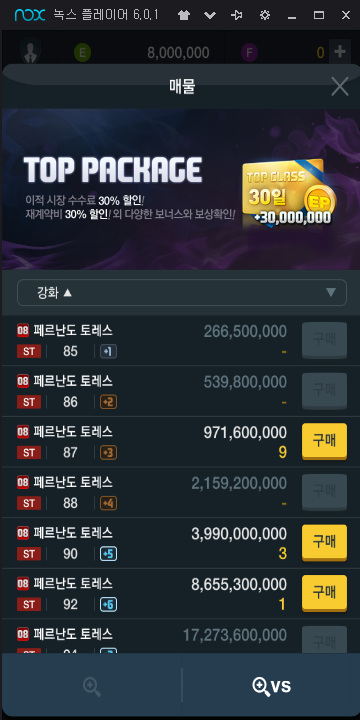 nox 녹스 플레이어 6.0.1
E 8,000,000 F 0 +
매물
TOP PACKAGE
이적 시장 수수료 30% 할인!
재계약비 30% 할인! 외 다양한 보너스와 보상확인!
TOP CLASS
30일
EP
+30,000,000
강화 ▲
08 페르난도 토레스 266,500,000 구매
ST 85 +1 -
08 페르난도 토레스 539,800,000 구매
ST 86 +2 -
08 페르난도 토레스 971,600,000 구매
ST 87 +3 9
08 페르난도 토레스 2,159,200,000 구매
ST 88 +4 -
08 페르난도 토레스 3,990,000,000 구매
ST 90 +5 3
08 페르난도 토레스 8,655,300,000 구매
ST 92 +6 1
08 페르난도 토레스 17,273,600,000 구매
VS